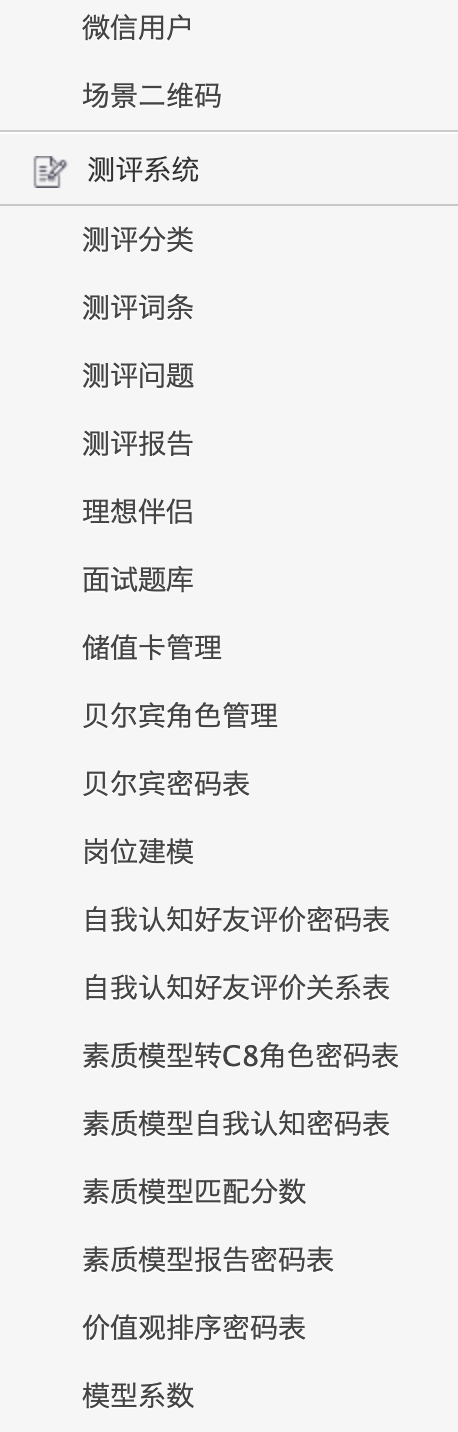 微信用户
场景二维码
测评系统
测评分类
测评词条
测评问题
测评报告
理想伴侣
面试题库
储值卡管理
贝尔宾角色管理
贝尔宾密码表
岗位建模
自我认知好友评价密码表
自我认知好友评价关系表
素质模型转C8角色密码表
素质模型自我认知密码表
素质模型匹配分数
素质模型报告密码表
价值观排序密码表
模型系数